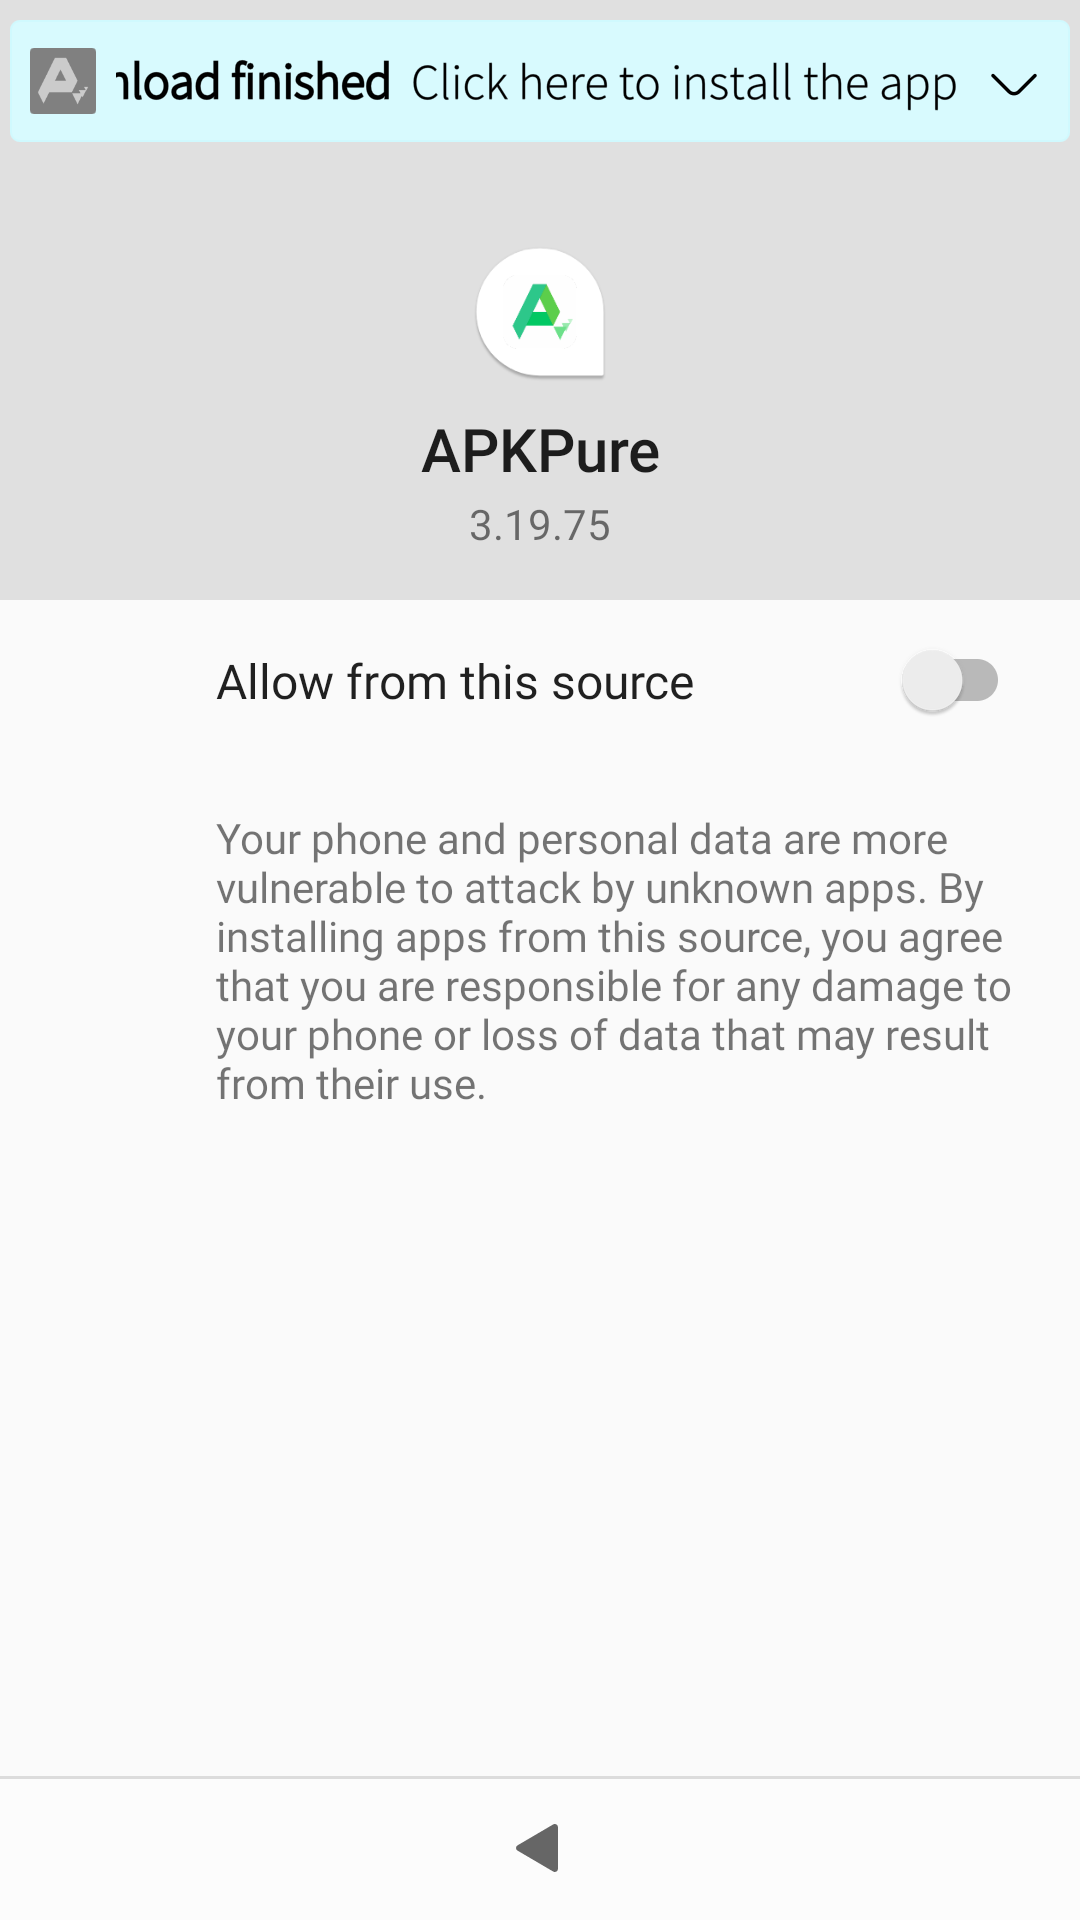 nload finished Click here to install the app
APKPure
3.19.75
Allow from this source
Your phone and personal data are more
vulnerable to attack by unknown apps. By
installing apps from this source, you agree
that you are responsible for any damage to
your phone or loss of data that may result
from their use.